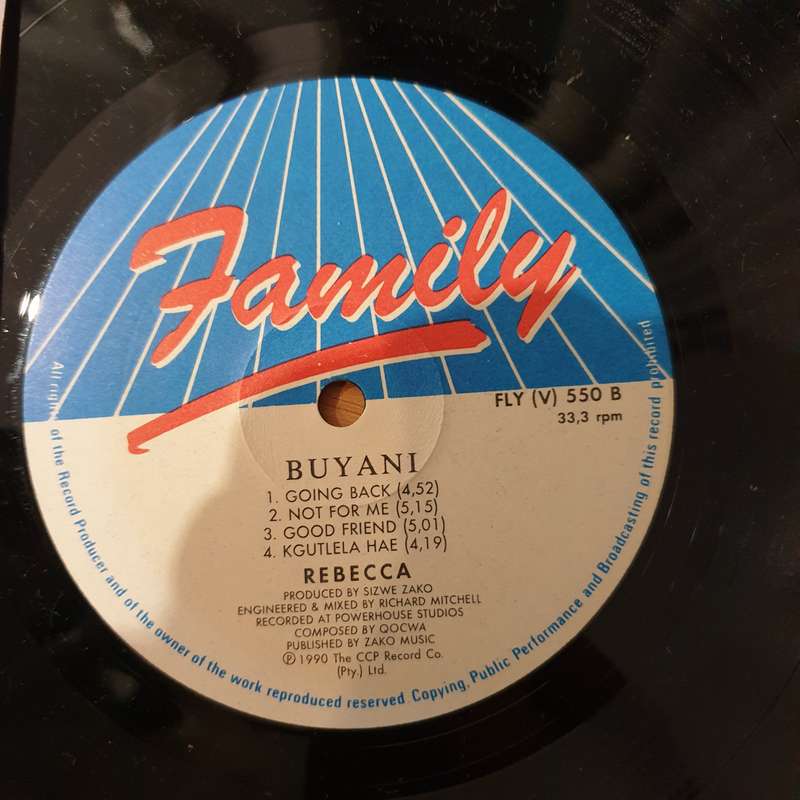 Family
FLY (V) 550 B
33,3 rpm
BUYANI
1. GOING BACK (4,52)
2. NOT FOR ME (5,15)
3. GOOD FRIEND (5,01)
4. KGUTLELA HAE (4,19)
REBECCA
PRODUCED BY SIZWE ZAKO
ENGINEERED & MIXED BY RICHARD MITCHELL
RECORDED AT POWERHOUSE STUDIOS
COMPOSED BY QOCWA
PUBLISHED BY ZAKO MUSIC
℗ 1990 The CCP Record Co.
(Pty.) Ltd.
All rights of the Record Producer and of the owner of the work reproduced reserved. Copying, Public Performance and Broadcasting of this record prohibited